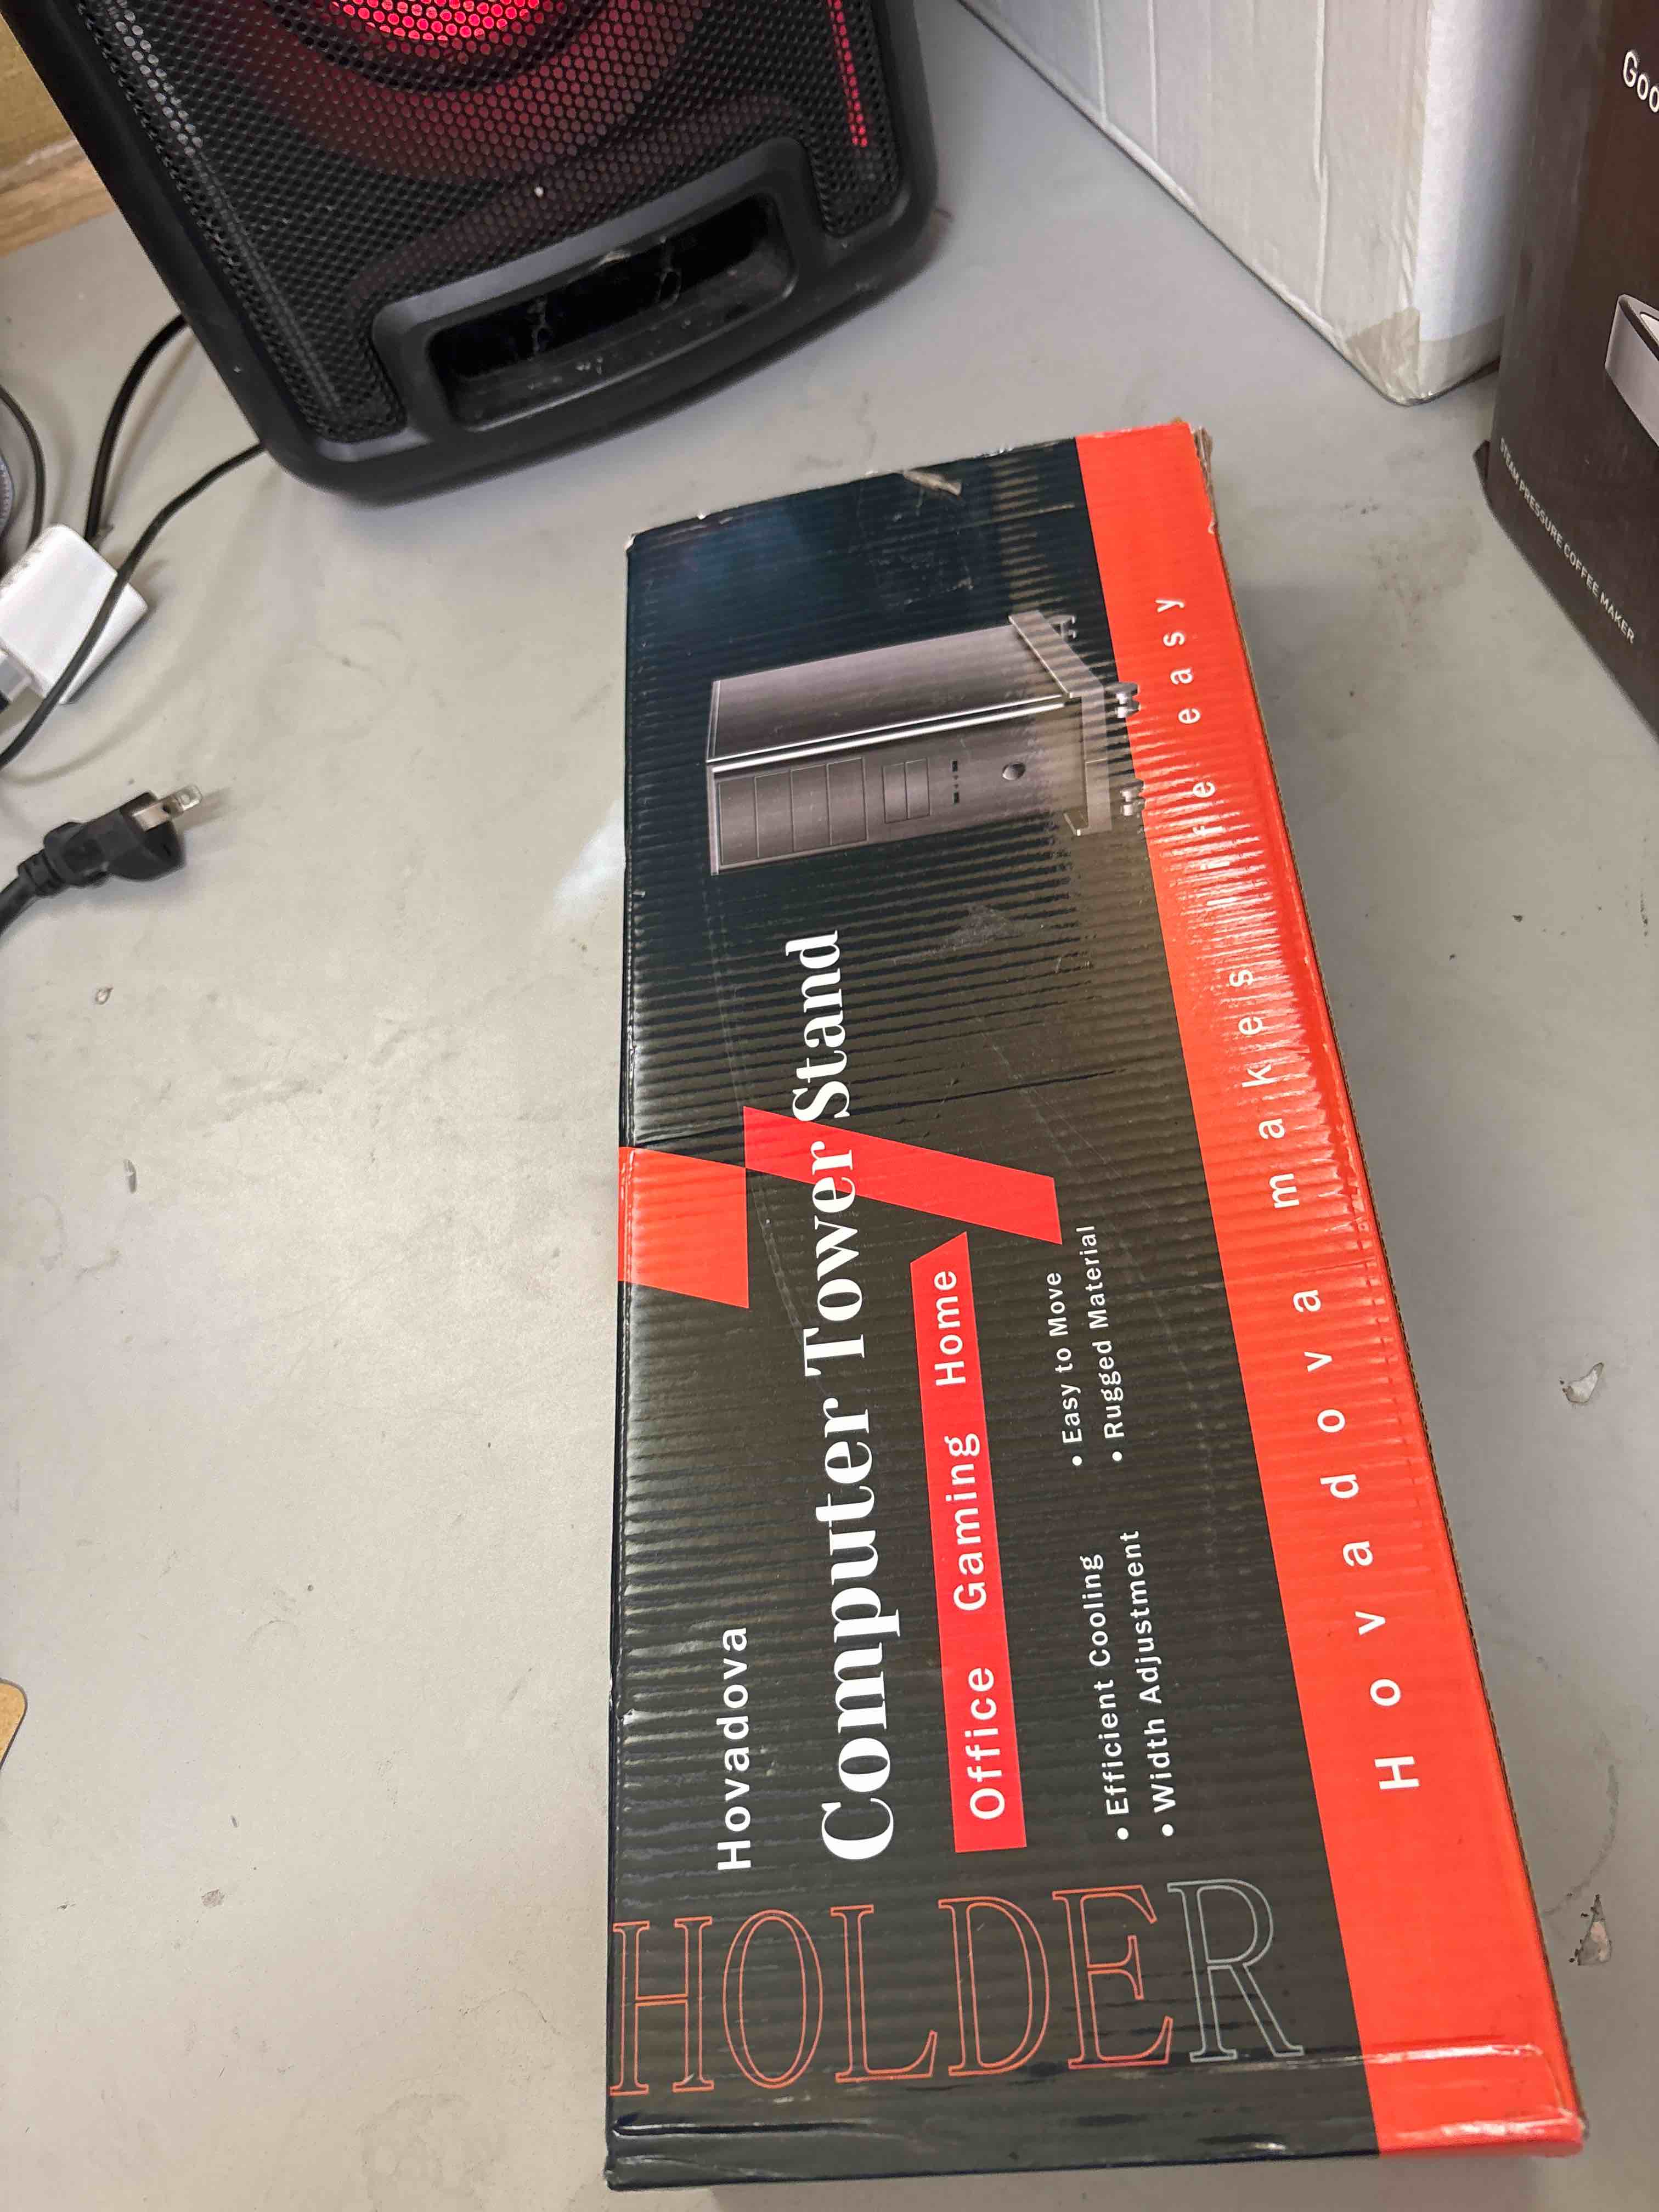 HOLDER
Hovadova
Computer Tower Stand
Office Gaming Home
• Efficient Cooling
• Easy to Move
• Width Adjustment
• Rugged Material
Hovadova makes life easy
STEAM PRESSURE COFFEE MAKER